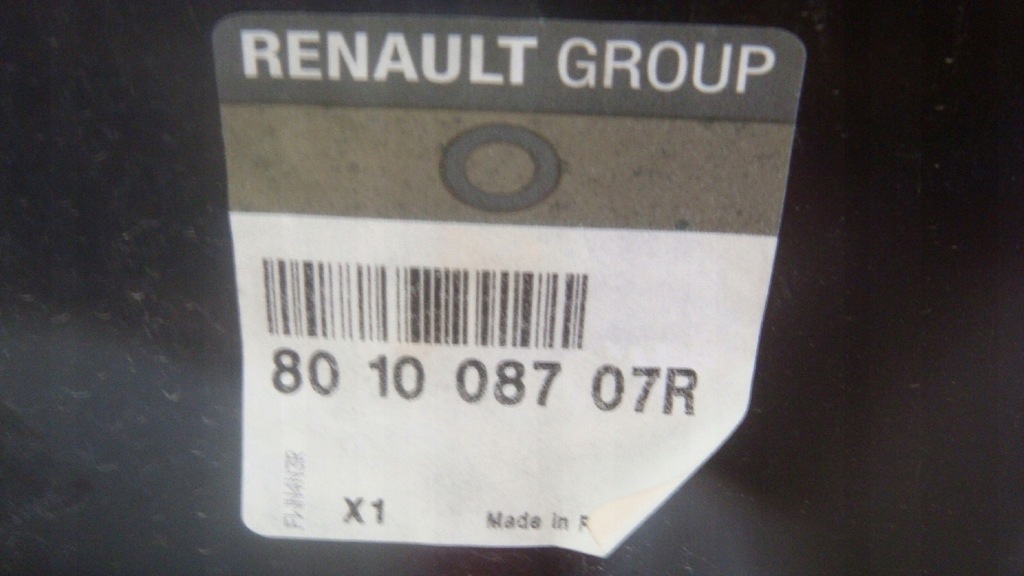 RENAULT GROUP
80 10 087 07R
X1
Made in F